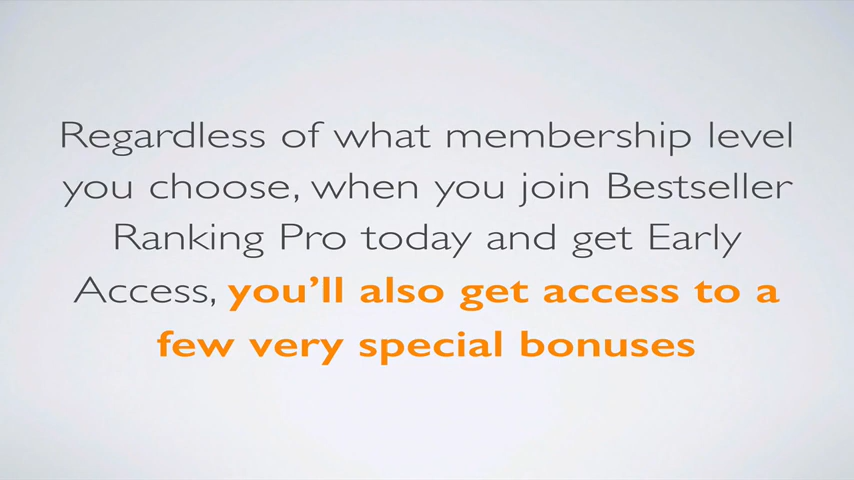 Regardless of what membership level
you choose, when you join Bestseller
Ranking Pro today and get Early
Access, you'll also get access to a
few very special bonuses